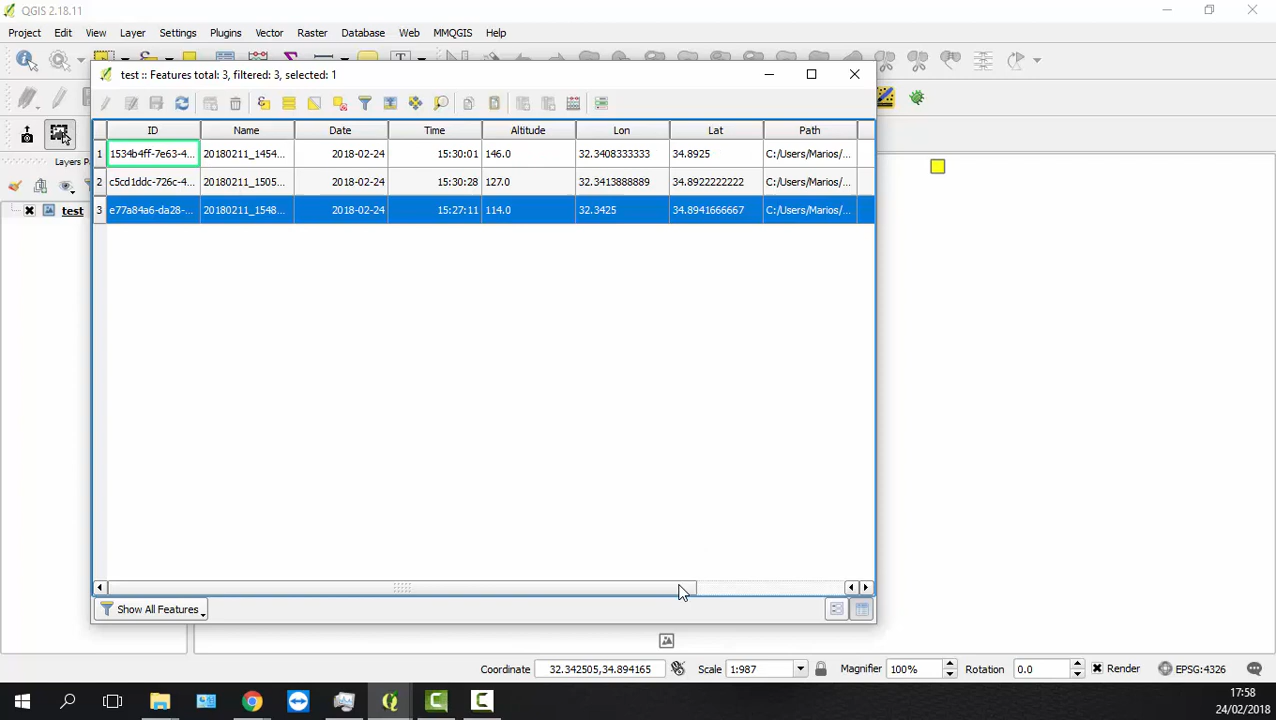 QGIS 2.18.11
Project Edit View Layer Settings Plugins Vector Raster Database Web MMQGIS Help
test :: Features total: 3, filtered: 3, selected: 1
ID Name Date Time Altitude Lon Lat Path
1 1534b4ff-7e63-4... 20180211_1454... 2018-02-24 15:30:01 146.0 32.3408333333 34.8925 C:/Users/Marios/...
2 c5cd1ddc-726c-4... 20180211_1505... 2018-02-24 15:30:28 127.0 32.3413888889 34.8922222222 C:/Users/Marios/...
3 e77a84a6-da28-... 20180211_1548... 2018-02-24 15:27:11 114.0 32.3425 34.8941666667 C:/Users/Marios/...
Layers P
test
Show All Features
Coordinate 32.342505,34.894165 Scale 1:987 Magnifier 100% Rotation 0.0 Render EPSG:4326
17:58
24/02/2018